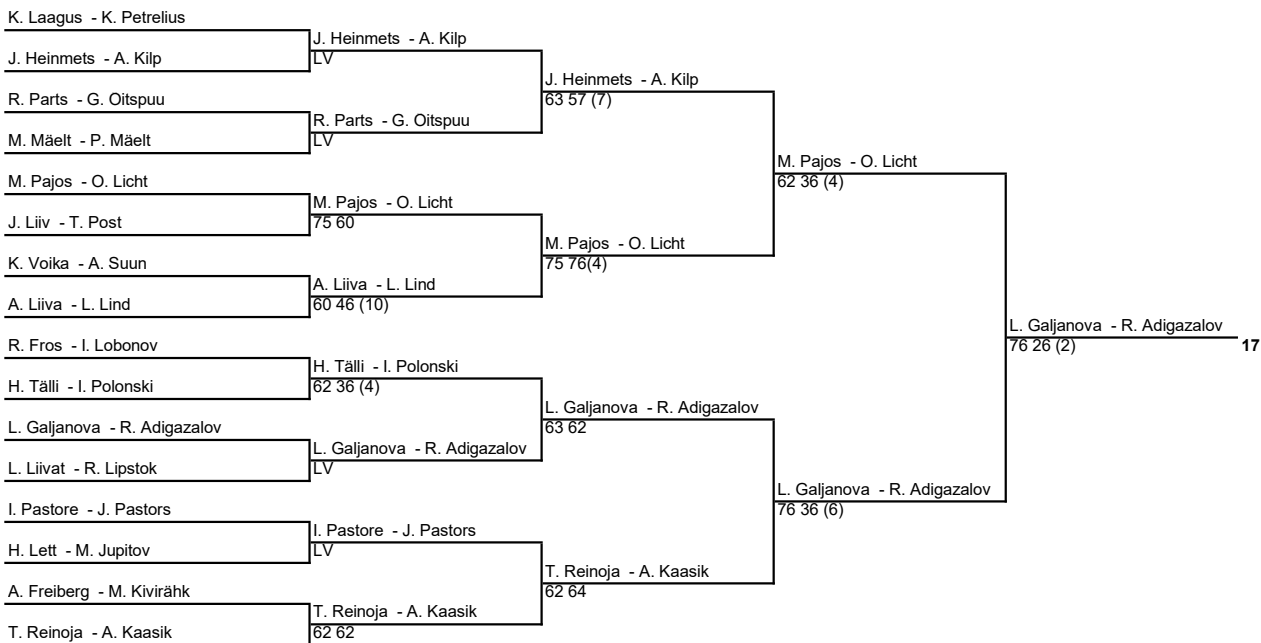 K. Laagus - K. Petrelius
J. Heinmets - A. Kilp
J. Heinmets - A. Kilp
LV
J. Heinmets - A. Kilp
63 57 (7)
R. Parts - G. Oitspuu
R. Parts - G. Oitspuu
LV
M. Mäelt - P. Mäelt
M. Pajos - O. Licht
62 36 (4)
M. Pajos - O. Licht
M. Pajos - O. Licht
75 60
J. Liiv - T. Post
M. Pajos - O. Licht
75 76(4)
K. Voika - A. Suun
A. Liiva - L. Lind
60 46 (10)
A. Liiva - L. Lind
L. Galjanova - R. Adigazalov
76 26 (2)
17
R. Fros - I. Lobonov
H. Tälli - I. Polonski
62 36 (4)
H. Tälli - I. Polonski
L. Galjanova - R. Adigazalov
63 62
L. Galjanova - R. Adigazalov
L. Galjanova - R. Adigazalov
LV
L. Liivat - R. Lipstok
L. Galjanova - R. Adigazalov
76 36 (6)
I. Pastore - J. Pastors
I. Pastore - J. Pastors
LV
H. Lett - M. Jupitov
T. Reinoja - A. Kaasik
62 64
A. Freiberg - M. Kivirähk
T. Reinoja - A. Kaasik
62 62
T. Reinoja - A. Kaasik